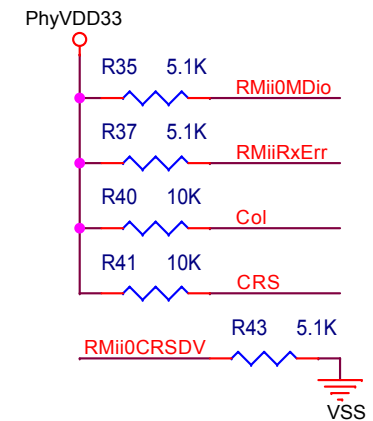 PhyVDD33
R35 5.1K
RMii0MDio
R37 5.1K
RMiiRxErr
R40 10K
Col
R41 10K
CRS
R43 5.1K
RMii0CRSDV
VSS